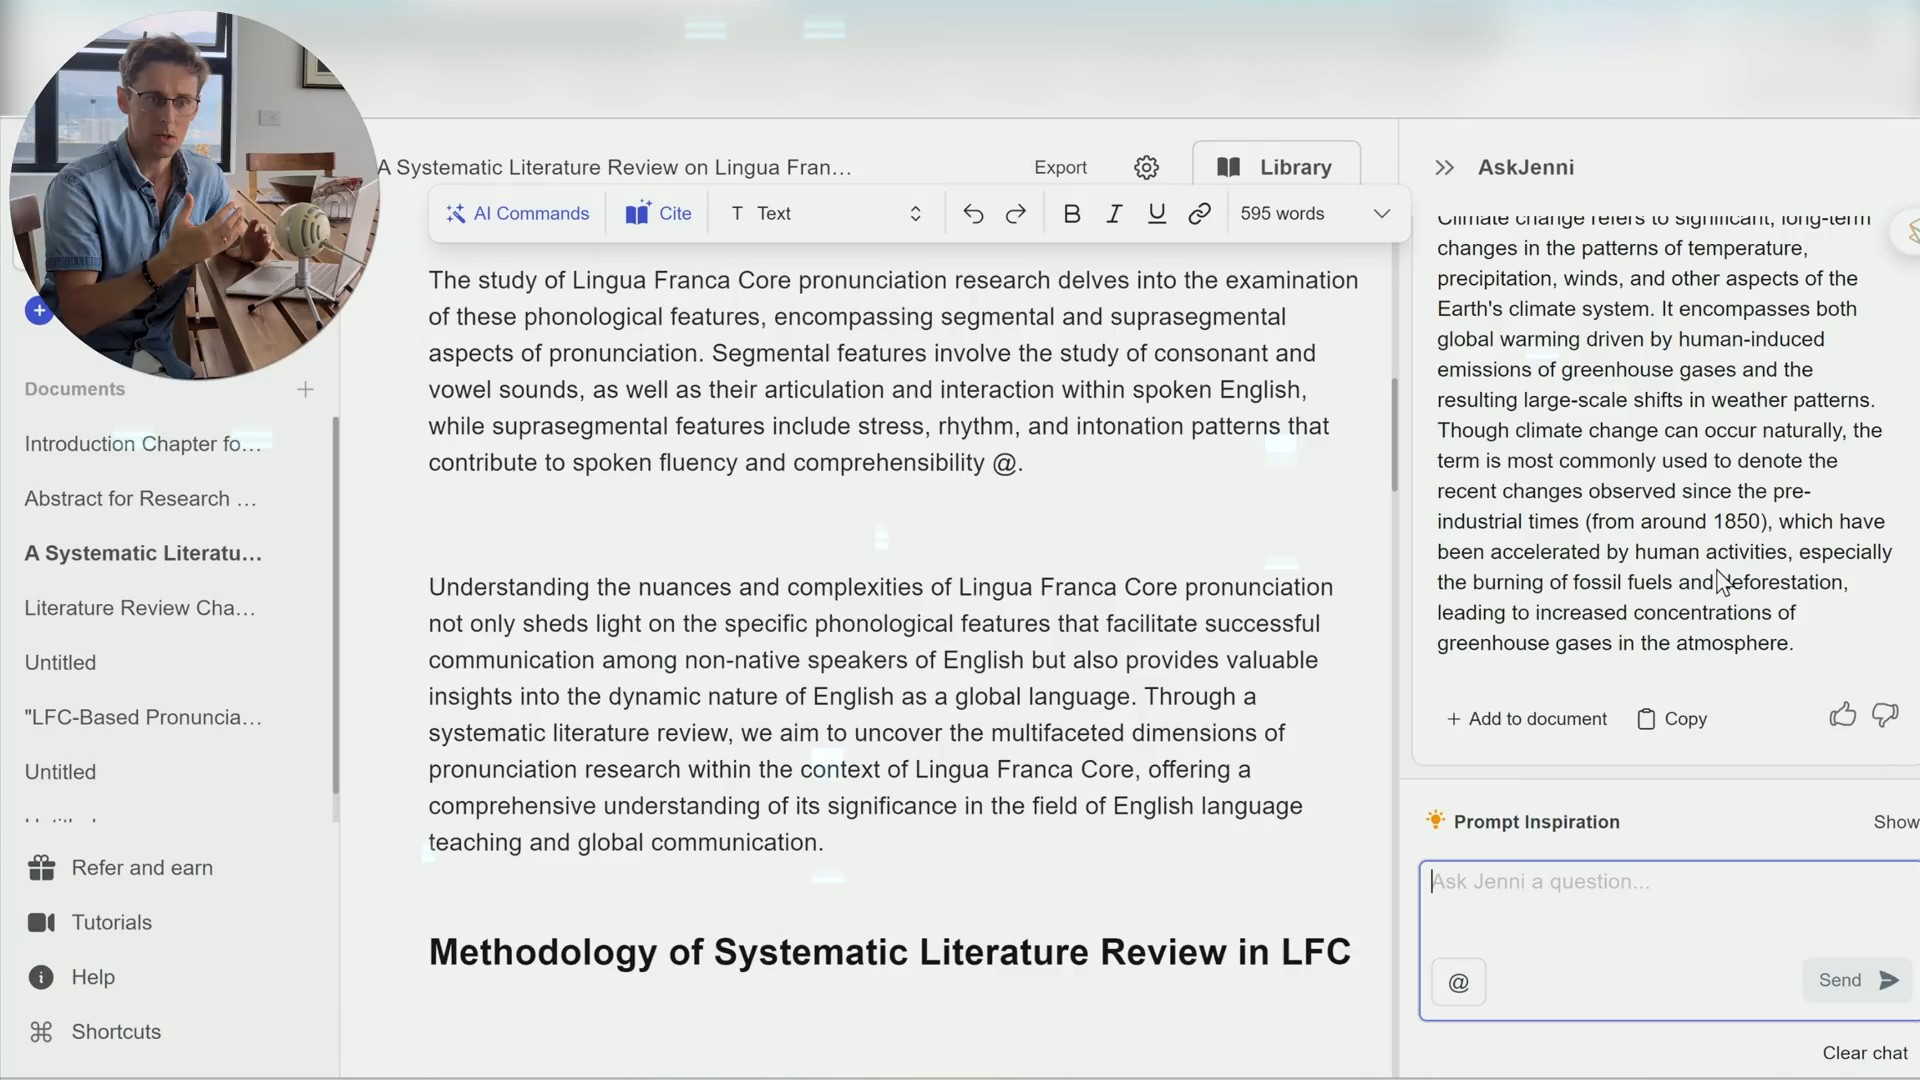 A Systematic Literature Review on Lingua Fran...
Export
Library
AI Commands
Cite
T Text
B I U
595 words
Documents
Introduction Chapter fo...
Abstract for Research ...
A Systematic Literatu...
Literature Review Cha...
Untitled
"LFC-Based Pronuncia...
Untitled
Refer and earn
Tutorials
Help
Shortcuts
The study of Lingua Franca Core pronunciation research delves into the examination
of these phonological features, encompassing segmental and suprasegmental
aspects of pronunciation. Segmental features involve the study of consonant and
vowel sounds, as well as their articulation and interaction within spoken English,
while suprasegmental features include stress, rhythm, and intonation patterns that
contribute to spoken fluency and comprehensibility @.
Understanding the nuances and complexities of Lingua Franca Core pronunciation
not only sheds light on the specific phonological features that facilitate successful
communication among non-native speakers of English but also provides valuable
insights into the dynamic nature of English as a global language. Through a
systematic literature review, we aim to uncover the multifaceted dimensions of
pronunciation research within the context of Lingua Franca Core, offering a
comprehensive understanding of its significance in the field of English language
teaching and global communication.
Methodology of Systematic Literature Review in LFC
AskJenni
Climate change refers to significant, long-term
changes in the patterns of temperature,
precipitation, winds, and other aspects of the
Earth's climate system. It encompasses both
global warming driven by human-induced
emissions of greenhouse gases and the
resulting large-scale shifts in weather patterns.
Though climate change can occur naturally, the
term is most commonly used to denote the
recent changes observed since the pre-
industrial times (from around 1850), which have
been accelerated by human activities, especially
the burning of fossil fuels and deforestation,
leading to increased concentrations of
greenhouse gases in the atmosphere.
+ Add to document
Copy
Prompt Inspiration
Show
Ask Jenni a question...
@
Send
Clear chat